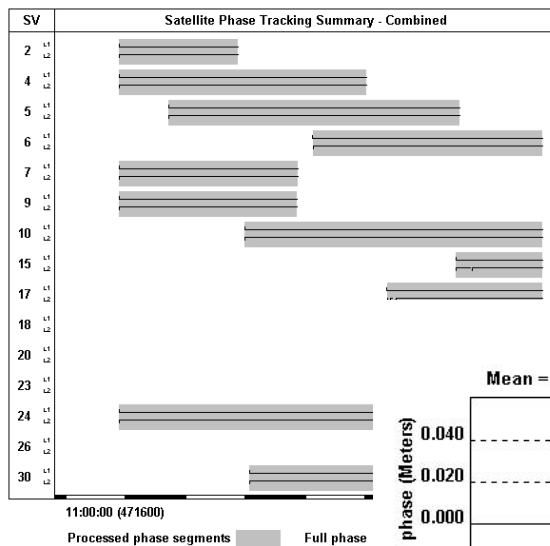 SV Satellite Phase Tracking Summary - Combined
2 L1 L2
4 L1 L2
5 L1 L2
6 L1 L2
7 L1 L2
9 L1 L2
10 L1 L2
15 L1 L2
17 L1 L2
18 L1 L2
20 L1 L2
23 L1 L2
24 L1 L2
26 L1 L2
30 L1 L2
11:00:00 (471600)
Processed phase segments Full phase
Mean =
phase (Meters)
0.040
0.020
0.000